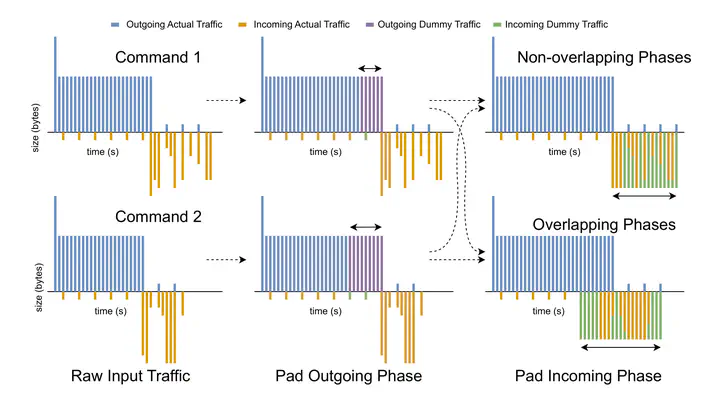 Outgoing Actual Traffic
Incoming Actual Traffic
Outgoing Dummy Traffic
Incoming Dummy Traffic
Command 1
Non-overlapping Phases
size (bytes)
time (s)
time (s)
time (s)
Command 2
Overlapping Phases
size (bytes)
time (s)
time (s)
time (s)
Raw Input Traffic
Pad Outgoing Phase
Pad Incoming Phase